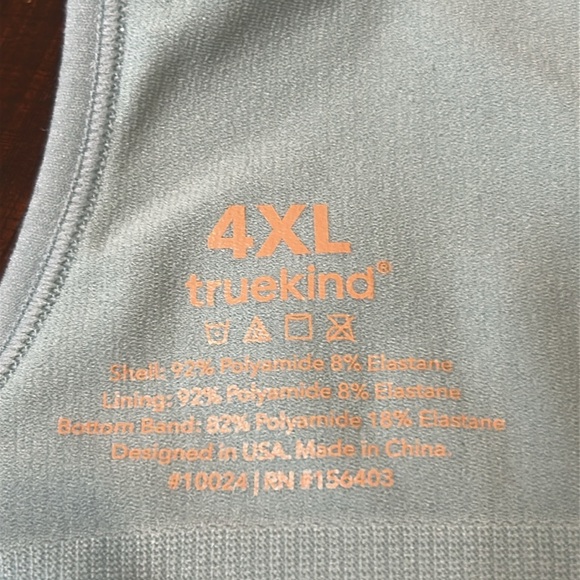 4XL
truekind®
Shell: 92% Polyamide 8% Elastane
Lining: 92% Polyamide 8% Elastane
Bottom Band: 82% Polyamide 18% Elastane
Designed in USA. Made in China.
#10024 | RN #156403